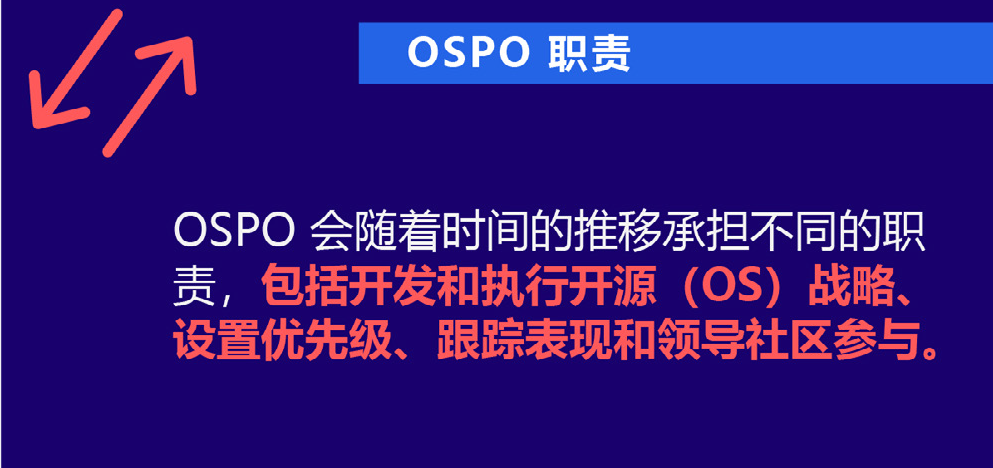 OSPO 职责
OSPO 会随着时间的推移承担不同的职
责，包括开发和执行开源（OS）战略、
设置优先级、跟踪表现和领导社区参与。